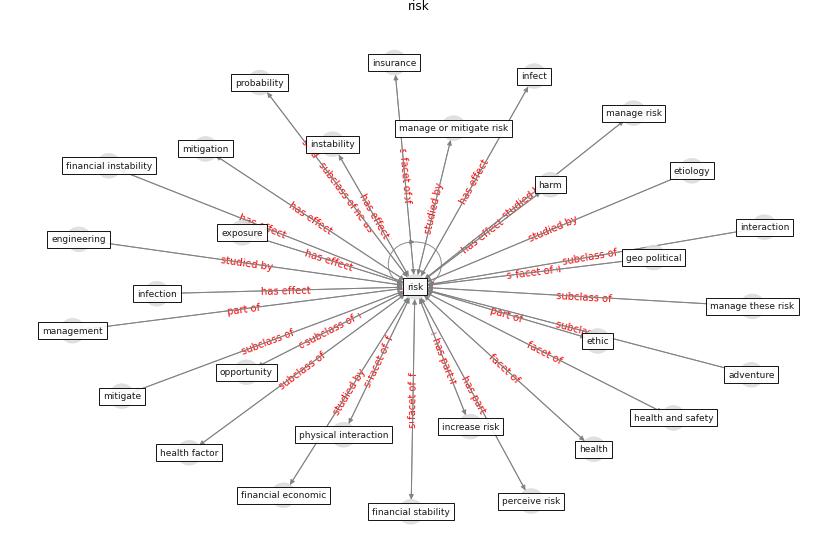 risk
insurance
infect
probability
manage risk
manage or mitigate risk
instability
mitigation
financial instability
etiology
harm
has effect
subclass of
facet of
studied by
has effect
has effect
has effect
has effect
studied by
studied by
interaction
exposure
engineering
has effect
subclass of
geo political
studied by
facet of
risk
infection
has effect
subclass of
manage these risk
part of
part of
management
subclass of
subclass of
ethic
facet of
facet of
has part
opportunity
subclass of
facet of
adventure
studied by
facet of
has part
mitigate
health and safety
increase risk
physical interaction
health
health factor
financial economic
perceive risk
financial stability